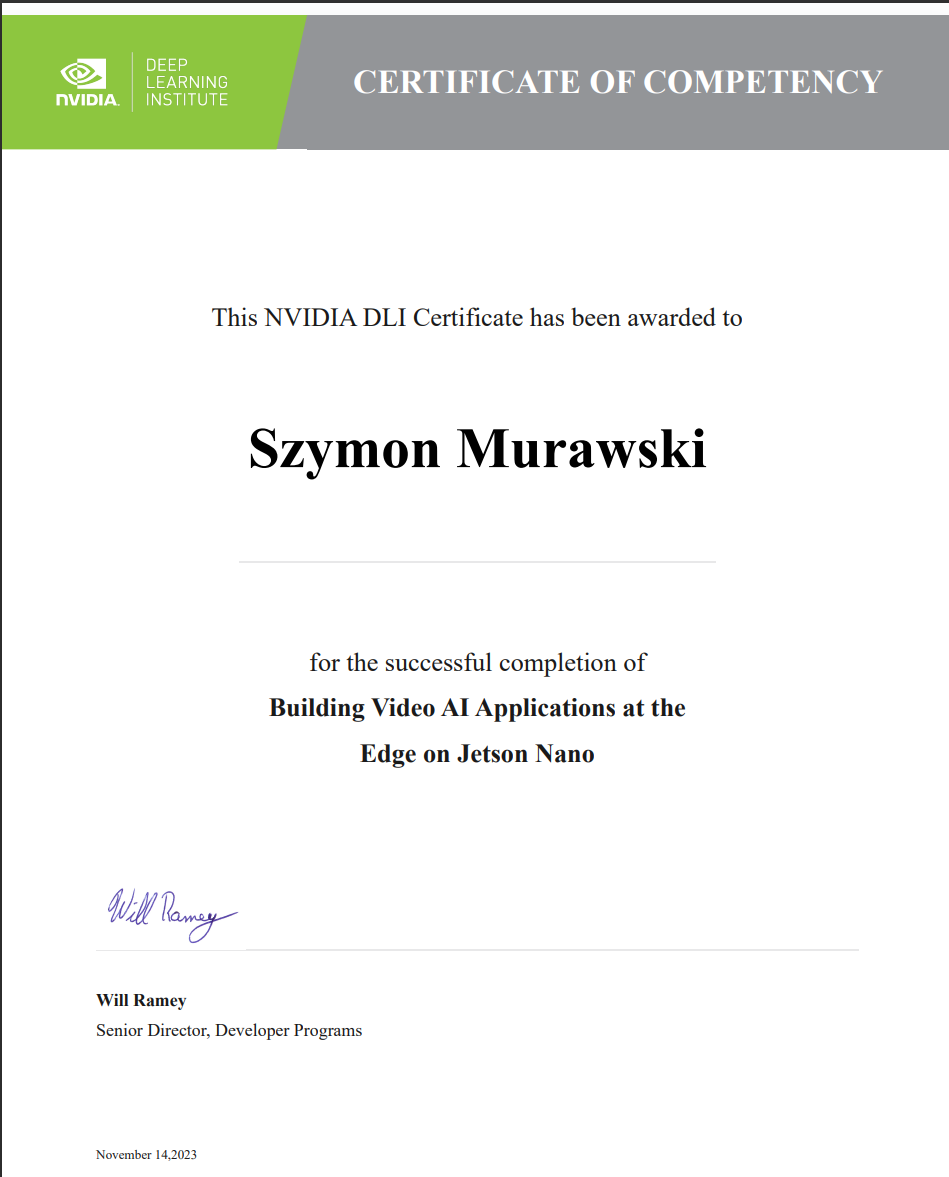 NVIDIA.
DEEP
LEARNING
INSTITUTE
CERTIFICATE OF COMPETENCY
This NVIDIA DLI Certificate has been awarded to
Szymon Murawski
for the successful completion of
Building Video AI Applications at the
Edge on Jetson Nano
Will Ramey
Will Ramey
Senior Director, Developer Programs
November 14,2023